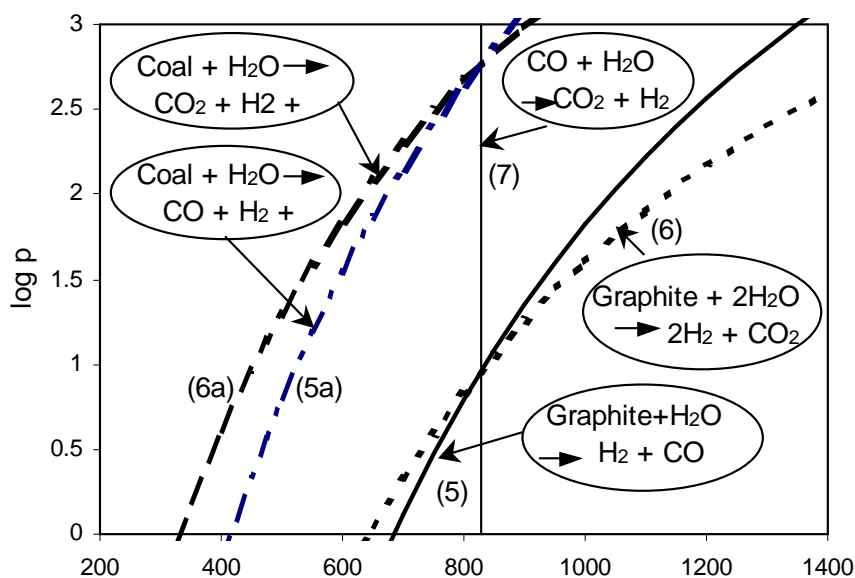 3
2.5
2
1.5
1
0.5
0
log p
200
400
600
800
1000
1200
1400
Coal + H2O
CO2 + H2 +
Coal + H2O
CO + H2 +
CO + H2O
CO2 + H2
(7)
(6)
Graphite + 2H2O
2H2 + CO2
(6a)
(5a)
Graphite+H2O
H2 + CO
(5)